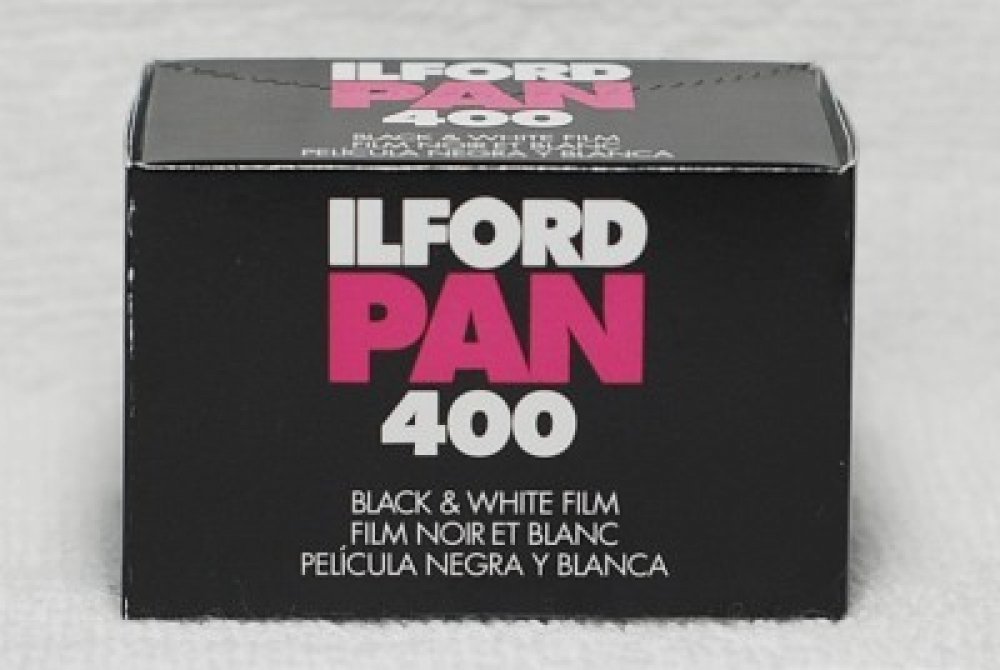 ILFORD
PAN
400
BLACK & WHITE FILM
FILM NOIR ET BLANC
PELÍCULA NEGRA Y BLANCA
ILFORD
PAN
400
BLACK & WHITE FILM
FILM NOIR ET BLANC
PELÍCULA NEGRA Y BLANCA